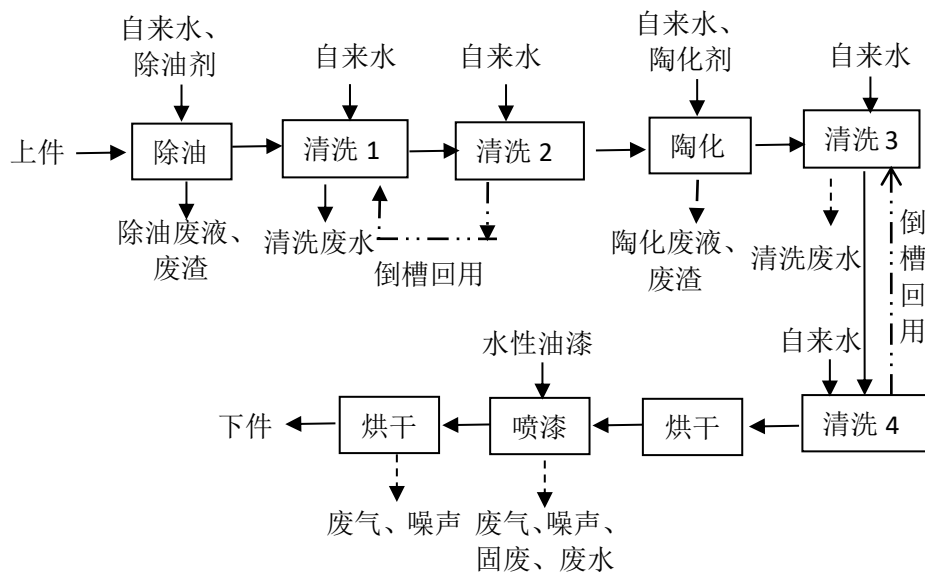 自来水、
除油剂
自来水
自来水
自来水、
陶化剂
自来水
上件
除油
清洗 1
清洗 2
陶化
清洗 3
除油废液、
废渣
清洗废水
倒槽回用
陶化废液、
废渣
清洗废水
倒
槽
回
用
水性油漆
自来水
下件
烘干
喷漆
烘干
清洗 4
废气、噪声
废气、噪声、
固废、废水